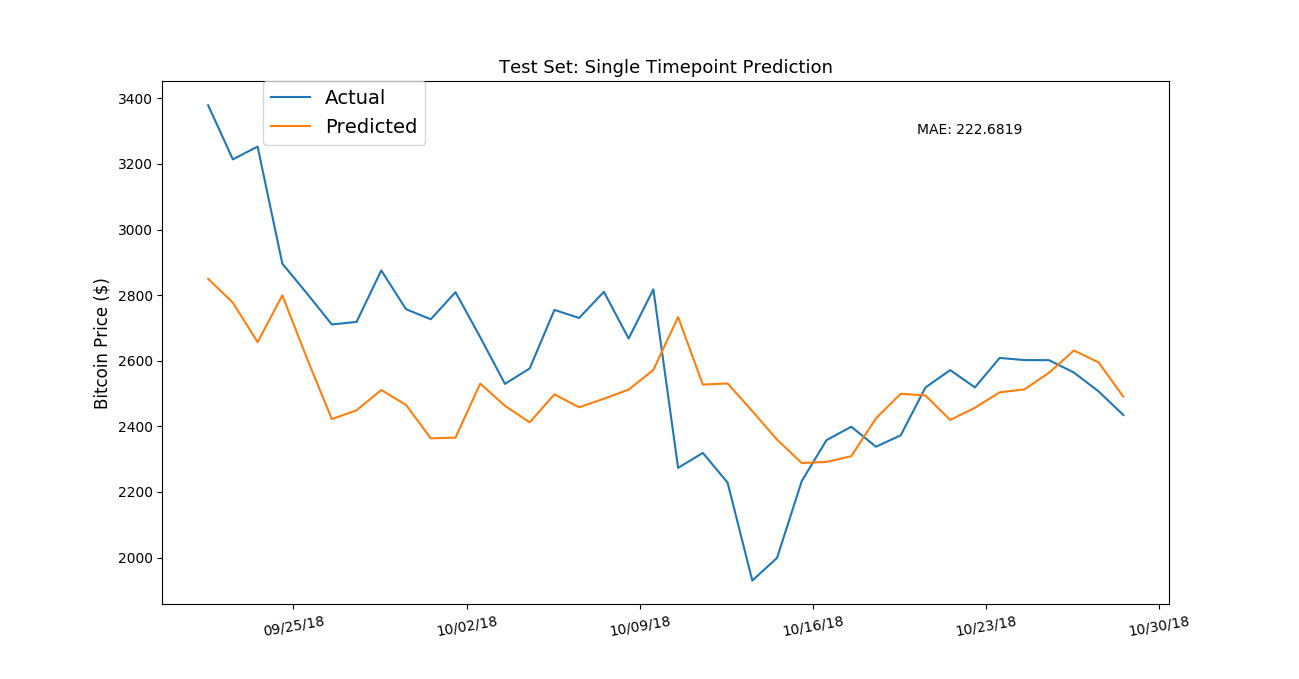 Test Set: Single Timepoint Prediction
Actual
Predicted
MAE: 222.6819
Bitcoin Price ($)
3400
3200
3000
2800
2600
2400
2200
2000
09/25/18
10/02/18
10/09/18
10/16/18
10/23/18
10/30/18